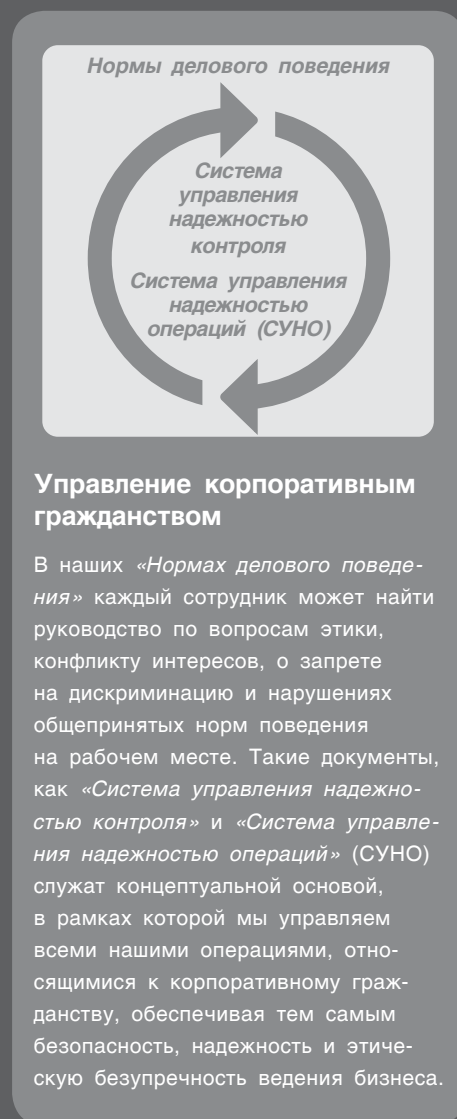 Нормы делового поведения
Система
управления
надежностью
контроля
Система управления
надежностью
операций (СУНО)
Управление корпоративным
гражданством
В наших «Нормах делового поведе-
ния» каждый сотрудник может найти
руководство по вопросам этики,
конфликту интересов, о запрете
на дискриминацию и нарушениях
общепринятых норм поведения
на рабочем месте. Такие документы,
как «Система управления надежно-
стью контроля» и «Система управле-
ния надежностью операций» (СУНО)
служат концептуальной основой,
в рамках которой мы управляем
всеми нашими операциями, отно-
сящимися к корпоративному граж-
данству, обеспечивая тем самым
безопасность, надежность и этиче-
скую безупречность ведения бизнеса.